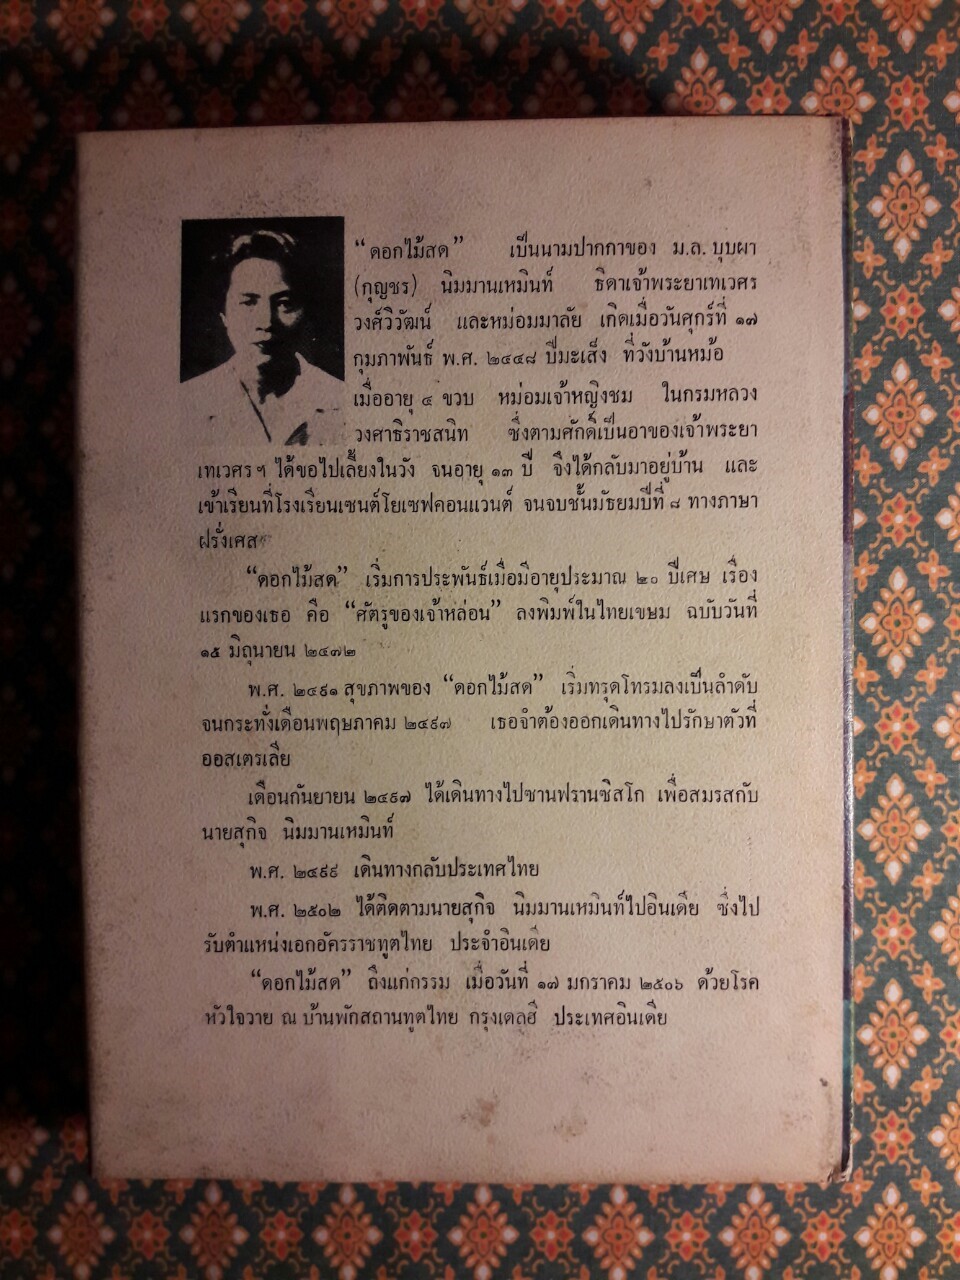 “ดอกไม้สด” เป็นนามปากกาของ ม.ล. บุบผา
(กุญชร) นิมมานเหมินท์ ธิดาเจ้าพระยาเทเวศร
วงศ์วิวัฒน์ และหม่อมมาลัย เกิดเมื่อวันศุกร์ที่ ๑๗
กุมภาพันธ์ พ.ศ. ๒๔๔๘ ปีมะเส็ง ที่วังบ้านหม้อ
เมื่ออายุ ๔ ขวบ หม่อมเจ้าหญิงชม ในกรมหลวง
วงศาธิราชสนิท ซึ่งตามศักดิ์เป็นอาของเจ้าพระยา
เทเวศรฯ ได้ขอไปเลี้ยงในวัง จนอายุ ๑๓ ปี จึงได้กลับมาอยู่บ้าน และ
เข้าเรียนที่โรงเรียนเซนต์โยเซฟคอนแวนต์ จนจบชั้นมัธยมปีที่ ๘ ทางภาษา
ฝรั่งเศส
“ดอกไม้สด” เริ่มการประพันธ์เมื่อมีอายุประมาณ ๒๐ ปีเศษ เรื่อง
แรกของเธอ คือ “ศัตรูของเจ้าหล่อน” ลงพิมพ์ในไทยเขษม ฉบับวันที่
๑๕ มิถุนายน ๒๔๗๒
พ.ศ. ๒๔๙๑ สุขภาพของ “ดอกไม้สด” เริ่มทรุดโทรมลงเป็นลำดับ
จนกระทั่งเดือนพฤษภาคม ๒๔๙๗ เธอจำต้องออกเดินทางไปรักษาตัวที่
ออสเตรเลีย
เดือนกันยายน ๒๔๙๗ ได้เดินทางไปซานฟรานซิสโก เพื่อสมรสกับ
นายสุกิจ นิมมานเหมินท์
พ.ศ. ๒๔๙๙ เดินทางกลับประเทศไทย
พ.ศ. ๒๕๐๒ ได้ติดตามนายสุกิจ นิมมานเหมินท์ไปอินเดีย ซึ่งไป
รับตำแหน่งเอกอัครราชทูตไทย ประจำอินเดีย
“ดอกไม้สด” ถึงแก่กรรม เมื่อวันที่ ๑๗ มกราคม ๒๕๐๖ ด้วยโรค
หัวใจวาย ณ บ้านพักสถานทูตไทย กรุงเดลฮี ประเทศอินเดีย